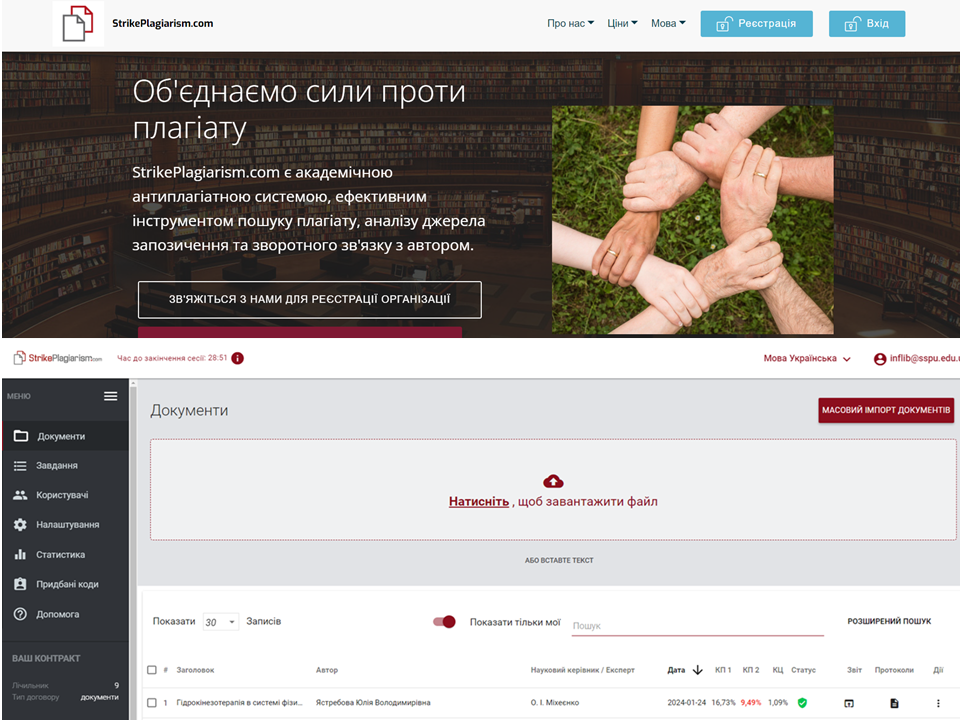 StrikePlagiarism.com
Про нас
Ціни
Мова
Реєстрація
Вхід
Об'єднаємо сили проти
плагіату
StrikePlagiarism.com є академічною
антиплагіатною системою, ефективним
інструментом пошуку плагіату, аналізу джерела
запозичення та зворотного зв'язку з автором.
ЗВ'ЯЖІТЬСЯ З НАМИ ДЛЯ РЕЄСТРАЦІЇ ОРГАНІЗАЦІЇ
StrikePlagiarism.com
Час до закінчення сесії: 28:51
Мова Українська
inflib@sspu.edu.u
МЕНЮ
Документи
Завдання
Користувачі
Налаштування
Статистика
Придбані коди
Допомога
ВАШ КОНТРАКТ
Лічильник 9
Тип договору документи
Документи
МАСОВИЙ ІМПОРТ ДОКУМЕНТІВ
Натисніть , щоб завантажити файл
АБО ВСТАВТЕ ТЕКСТ
Показати 30 Записів
Показати тільки мої
Пошук
РОЗШИРЕНИЙ ПОШУК
# Заголовок Автор Науковий керівник / Експерт Дата КП 1 КП 2 КЦ Статус Звіт Протоколи Дії
1 Гідрокінезотерапія в системі фізи... Ястребова Юлія Володимирівна О. І. Міхеєнко 2024-01-24 16,73% 9,49% 1,09%